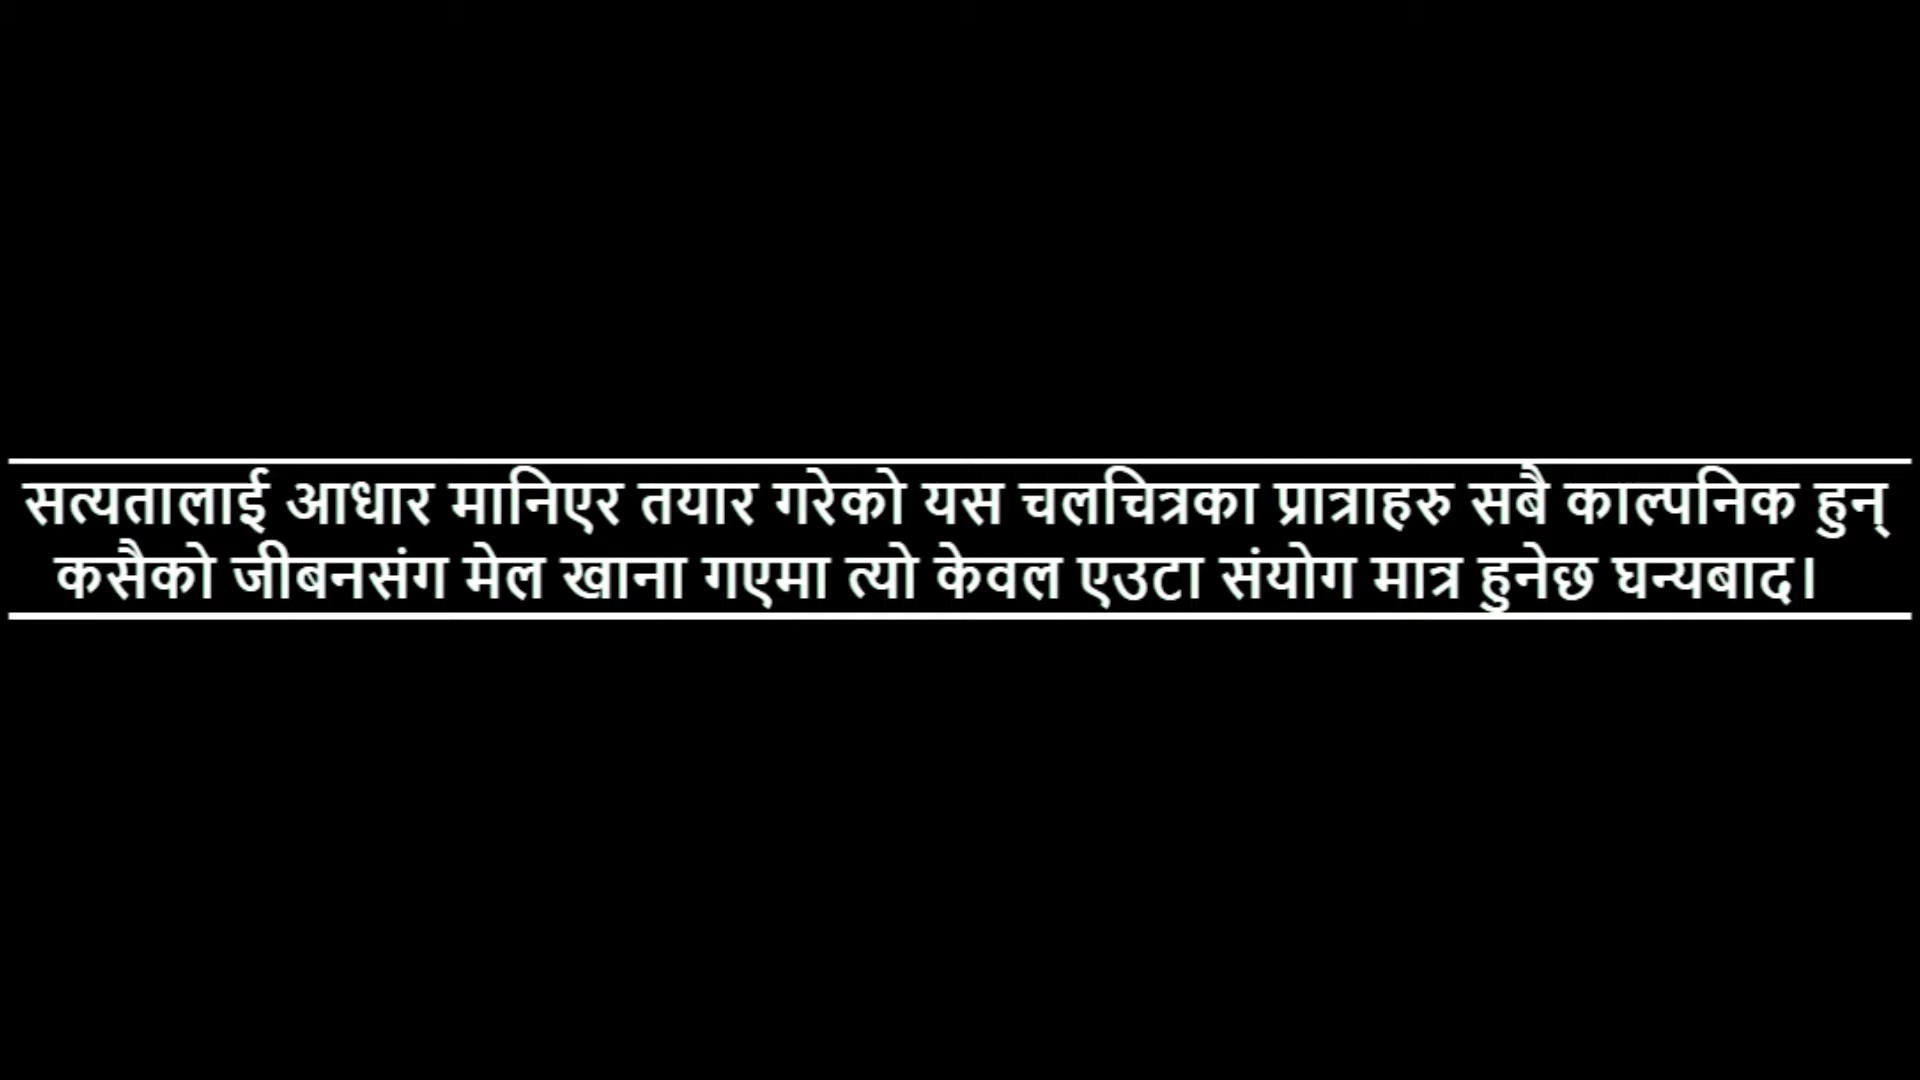 सत्यतालाई आधार मानिएर तयार गरेको यस चलचित्रका प्रात्राहरु सबै काल्पनिक हुन्
कसैको जीबनसंग मेल खाना गएमा त्यो केवल एउटा संयोग मात्र हुनेछ घन्यबाद।